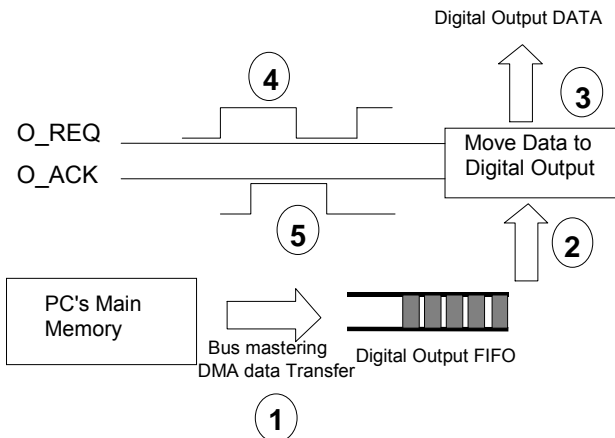 Digital Output DATA
4
3
O_REQ
O_ACK
Move Data to
Digital Output
5
2
PC's Main
Memory
Bus mastering
DMA data Transfer
Digital Output FIFO
1